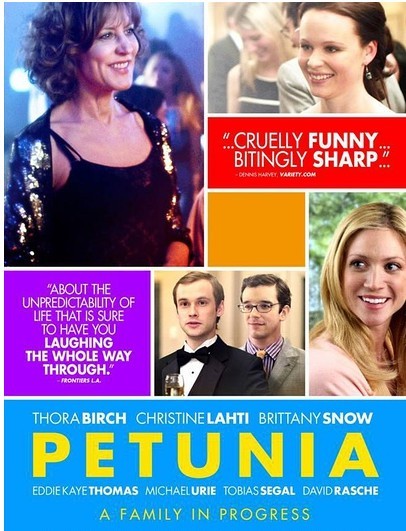 "...CRUELLY FUNNY...
BITINGLY SHARP..."
- DENNIS HARVEY, VARIETY.COM
"ABOUT THE
UNPREDICTABILITY OF
LIFE THAT IS SURE
TO HAVE YOU
LAUGHING
THE WHOLE WAY
THROUGH."
- FRONTIERS L.A.
THORA BIRCH CHRISTINE LAHTI BRITTANY SNOW
PETUNIA
EDDIE KAYE THOMAS MICHAEL URIE TOBIAS SEGAL DAVID RASCHE
A FAMILY IN PROGRESS